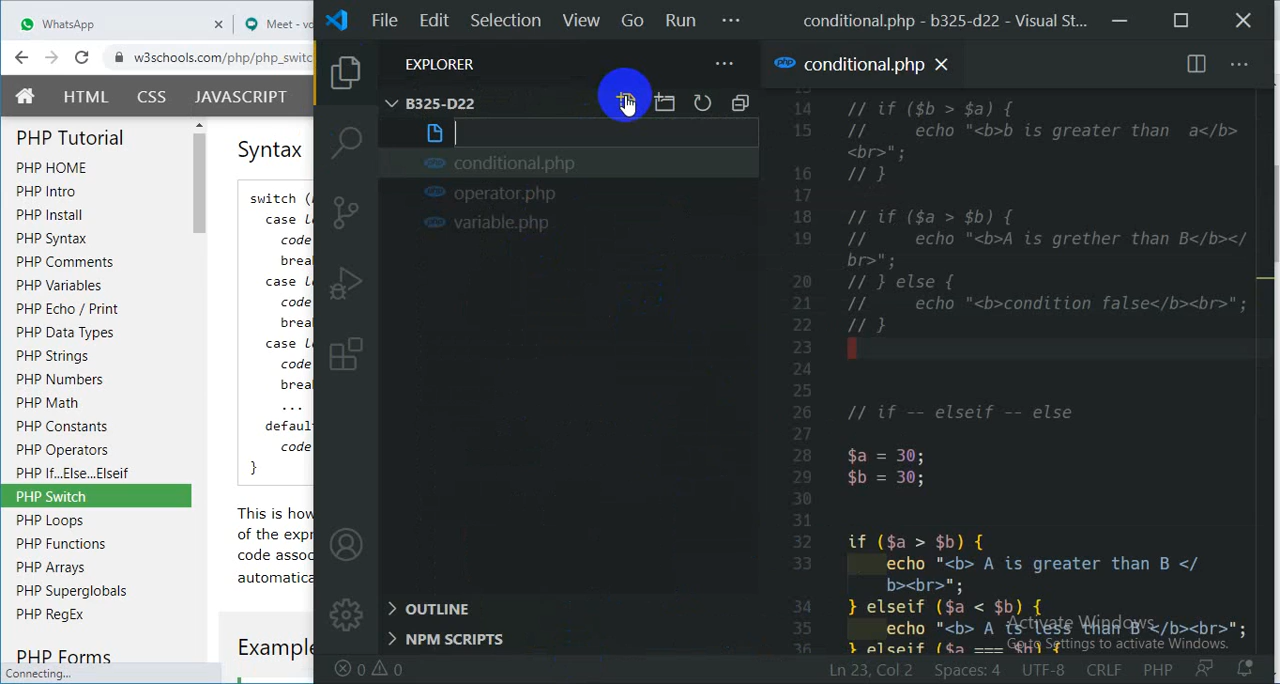 WhatsApp
Meet - vc
w3schools.com/php/php_switc
HTML CSS JAVASCRIPT
PHP Tutorial
PHP HOME
PHP Intro
PHP Install
PHP Syntax
PHP Comments
PHP Variables
PHP Echo / Print
PHP Data Types
PHP Strings
PHP Numbers
PHP Math
PHP Constants
PHP Operators
PHP If...Else...Elseif
PHP Switch
PHP Loops
PHP Functions
PHP Arrays
PHP Superglobals
PHP RegEx
PHP Forms
Connecting...
Syntax
switch (
case l
code
brea
case l
code
brea
case l
code
brea
...
defaul
code
}
This is how
of the expr
code asso
automatica
Example
File Edit Selection View Go Run ...
conditional.php - b325-d22 - Visual St...
EXPLORER
B325-D22
conditional.php
operator.php
variable.php
OUTLINE
NPM SCRIPTS
conditional.php
14 // if ($b > $a) {
15 // echo "<b>b is greater than a</b>
<br>";
16 // }
17
18 // if ($a > $b) {
19 // echo "<b>A is grether than B</b></
br>";
20 // } else {
21 // echo "<b>condition false</b><br>";
22 // }
23
24
25
26 // if -- elseif -- else
27
28 $a = 30;
29 $b = 30;
30
31
32 if ($a > $b) {
33 echo "<b> A is greater than B </
b><br>";
34 } elseif ($a < $b) {
35 echo "<b> A is less than B </b><br>";
36 } elseif ($a === $b) {
Activate Windows
Go to Settings to activate Windows.
0 0
Ln 23, Col 2 Spaces: 4 UTF-8 CRLF PHP